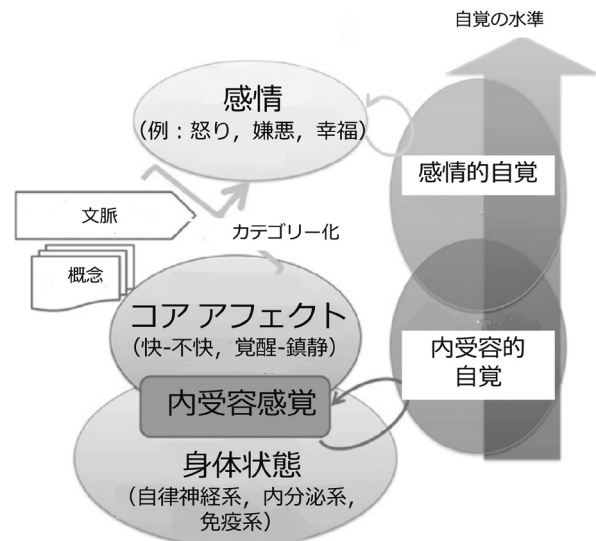 自覚の水準
感情
(例：怒り，嫌悪，幸福)
感情的自覚
文脈
カテゴリー化
概念
コア アフェクト
(快-不快，覚醒-鎮静)
内受容的
自覚
内受容感覚
身体状態
(自律神経系，内分泌系，
免疫系)